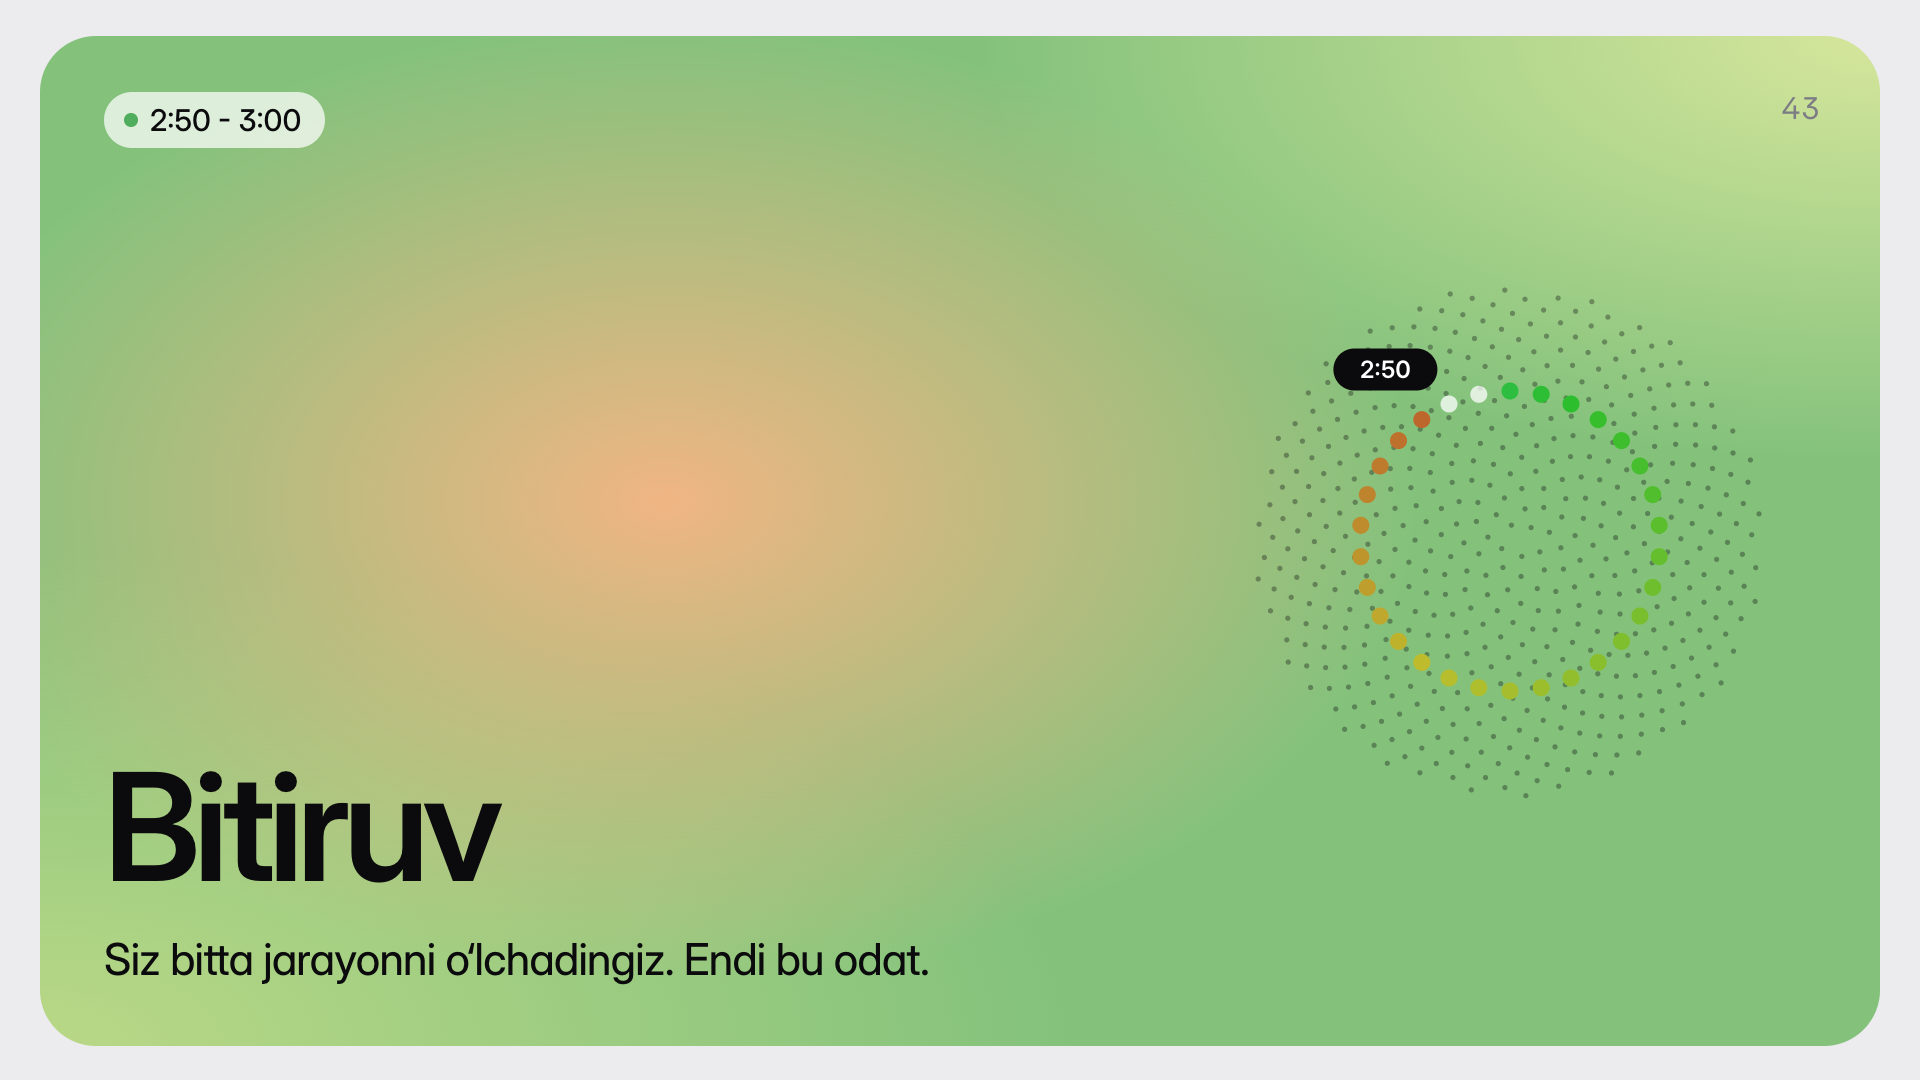 2:50 - 3:00
43
2:50
Bitiruv
Siz bitta jarayonni oʻlchadingiz. Endi bu odat.